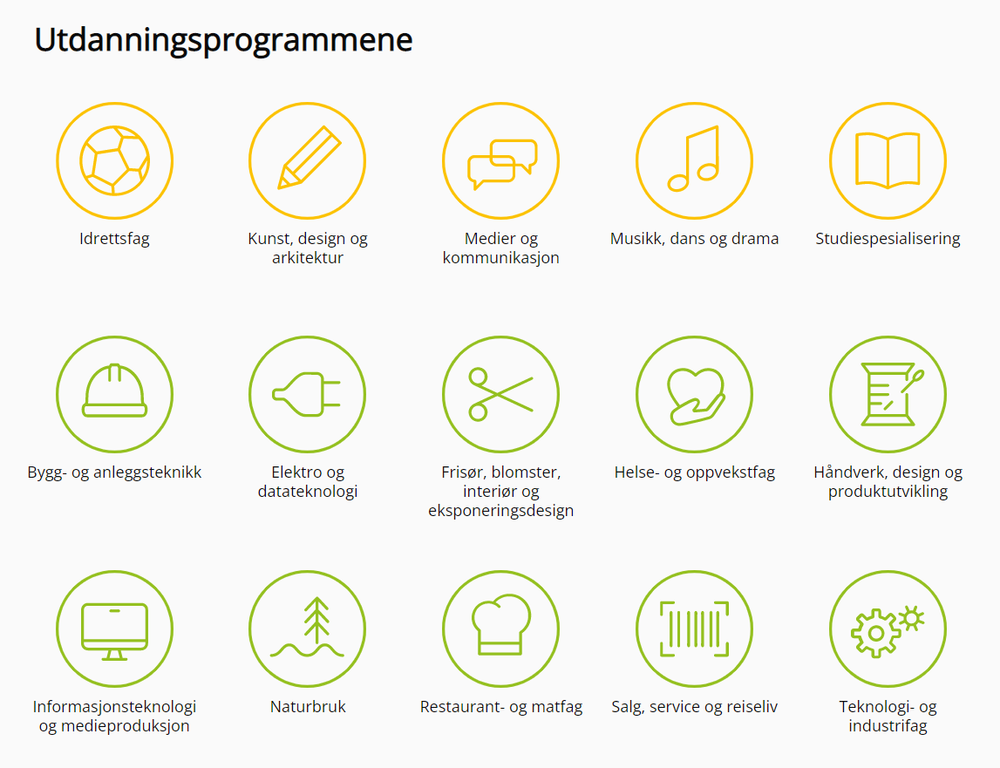 Utdanningsprogrammene
Idrettsfag
Kunst, design og
arkitektur
Medier og
kommunikasjon
Musikk, dans og drama
Studiespesialisering
Bygg- og anleggsteknikk
Elektro og
datateknologi
Frisør, blomster,
interiør og
eksponeringsdesign
Helse- og oppvekstfag
Håndverk, design og
produktutvikling
Informasjonsteknologi
og medieproduksjon
Naturbruk
Restaurant- og matfag
Salg, service og reiseliv
Teknologi- og
industrifag